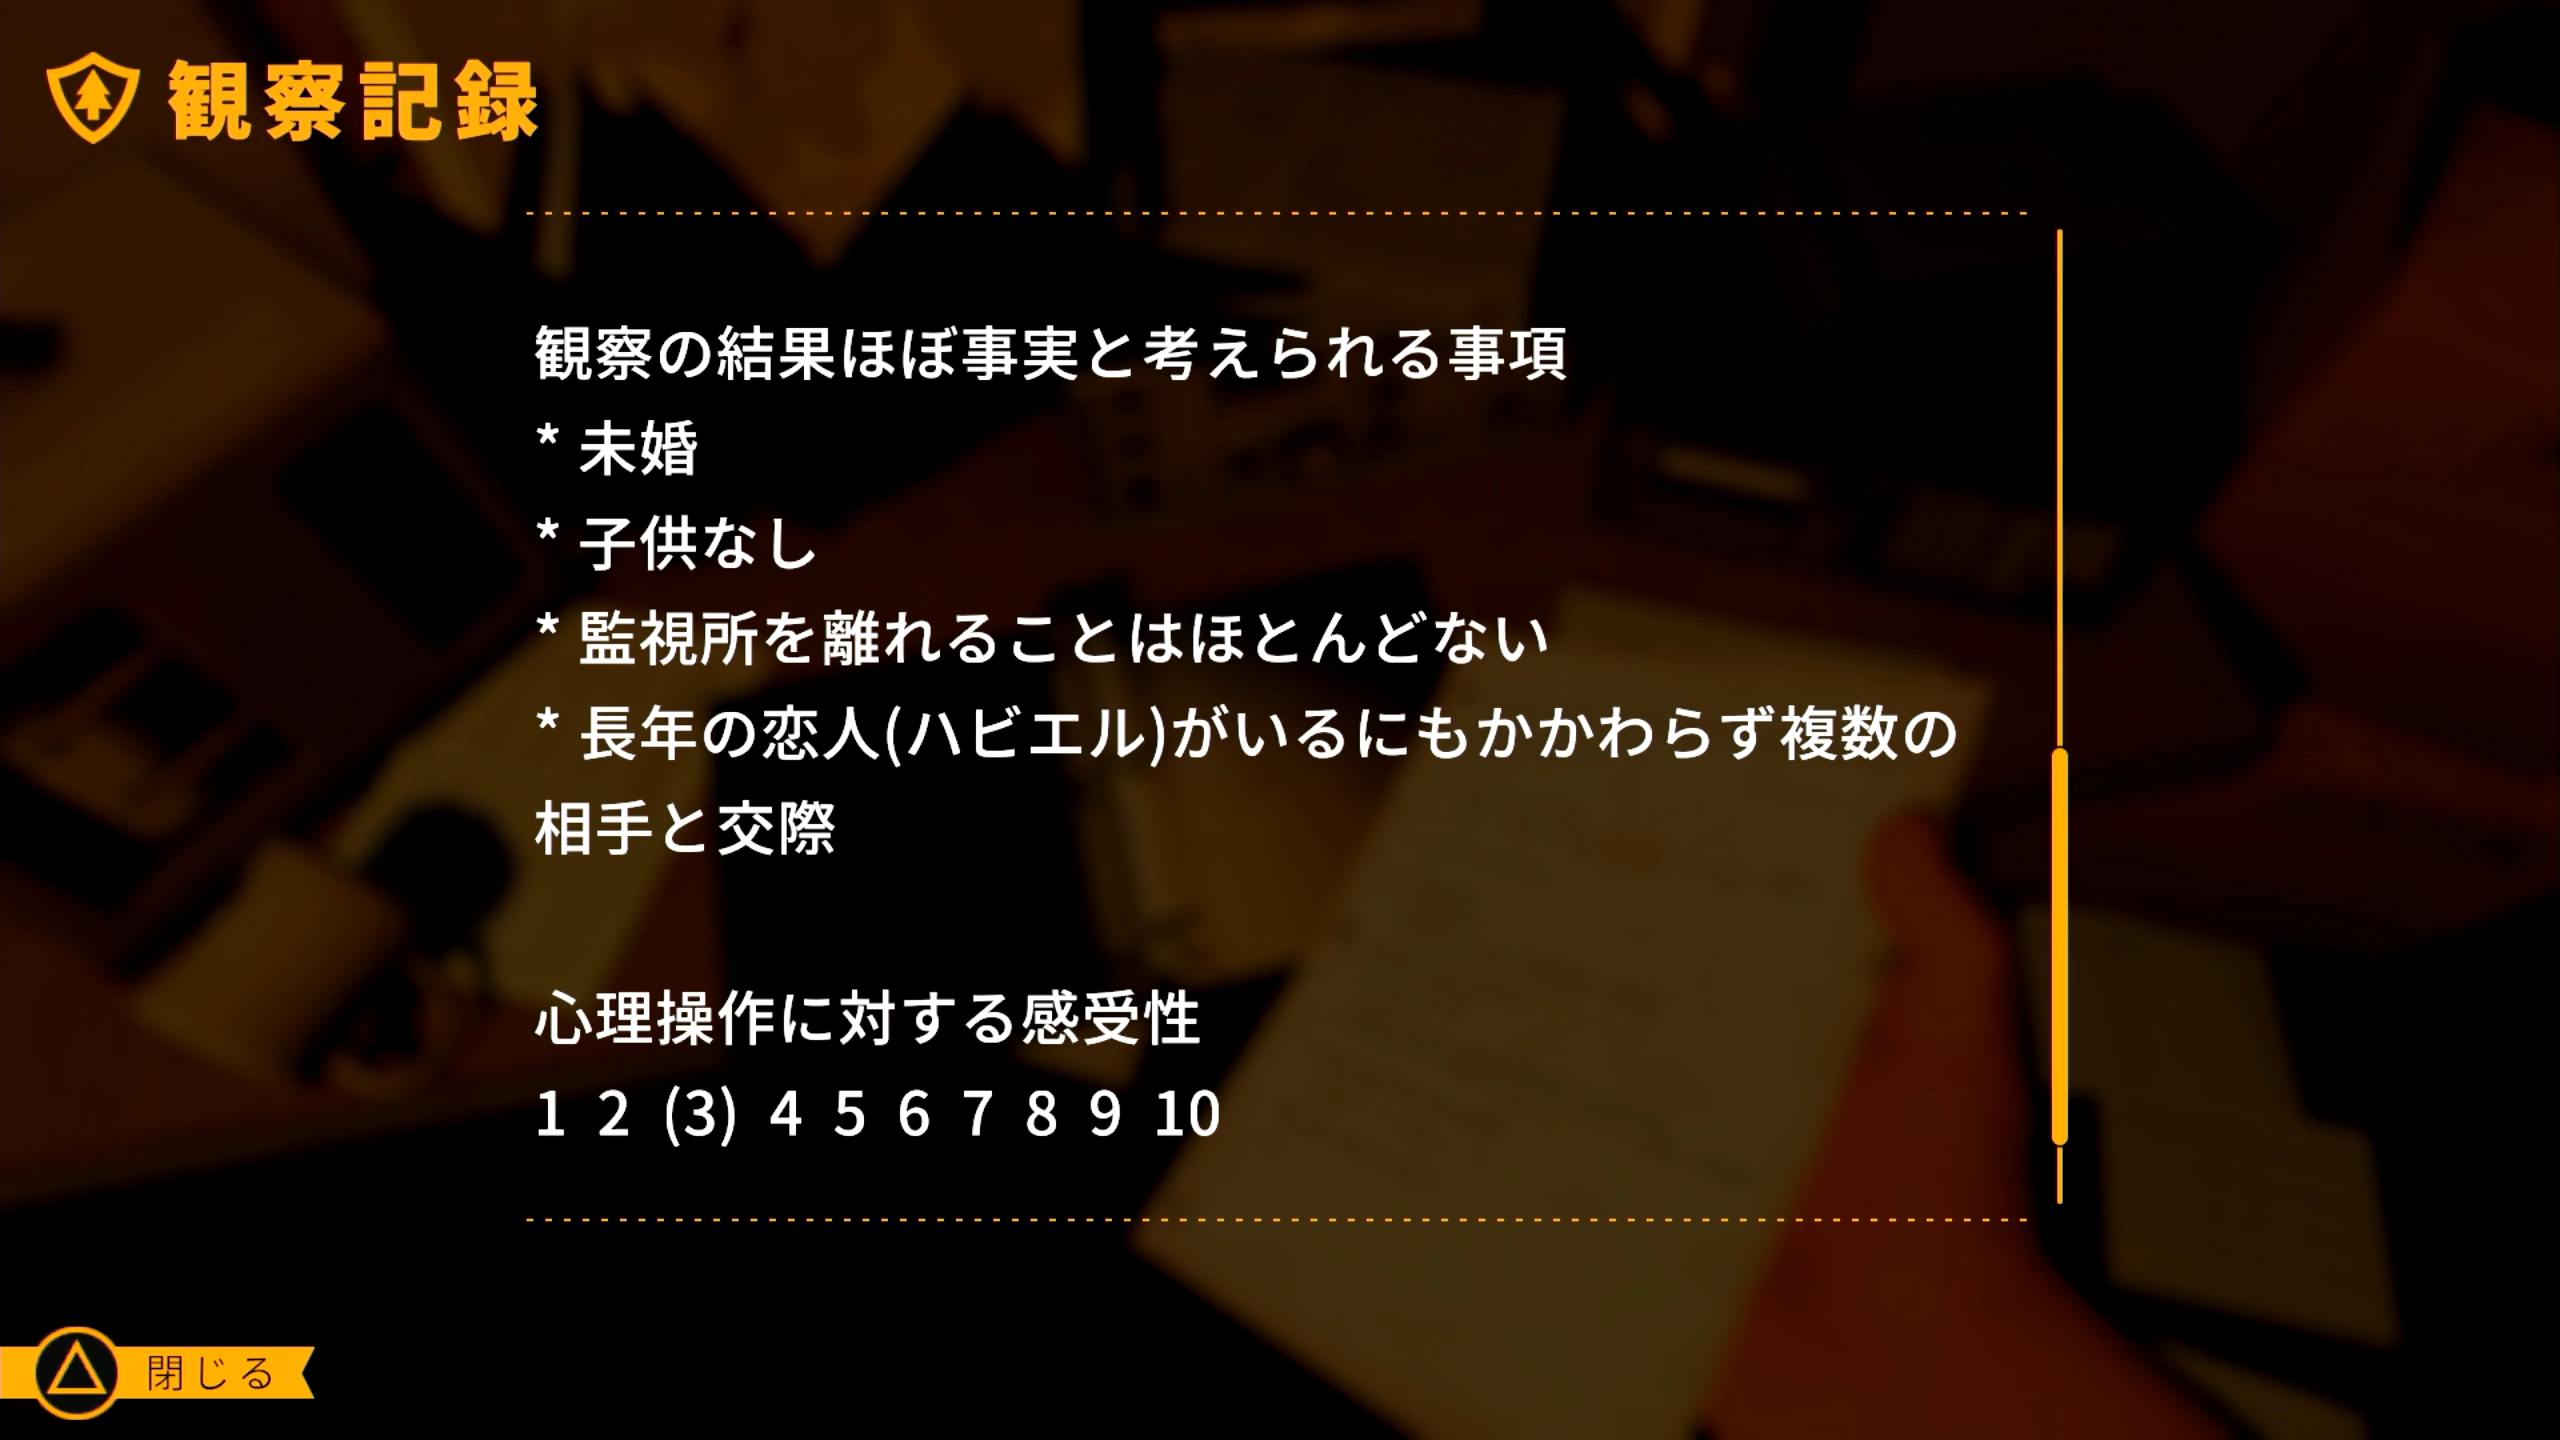 観察記録
観察の結果ほぼ事実と考えられる事項
* 未婚
* 子供なし
* 監視所を離れることはほとんどない
* 長年の恋人(ハビエル)がいるにもかかわらず複数の
相手と交際
心理操作に対する感受性
1 2 (3) 4 5 6 7 8 9 10
閉じる